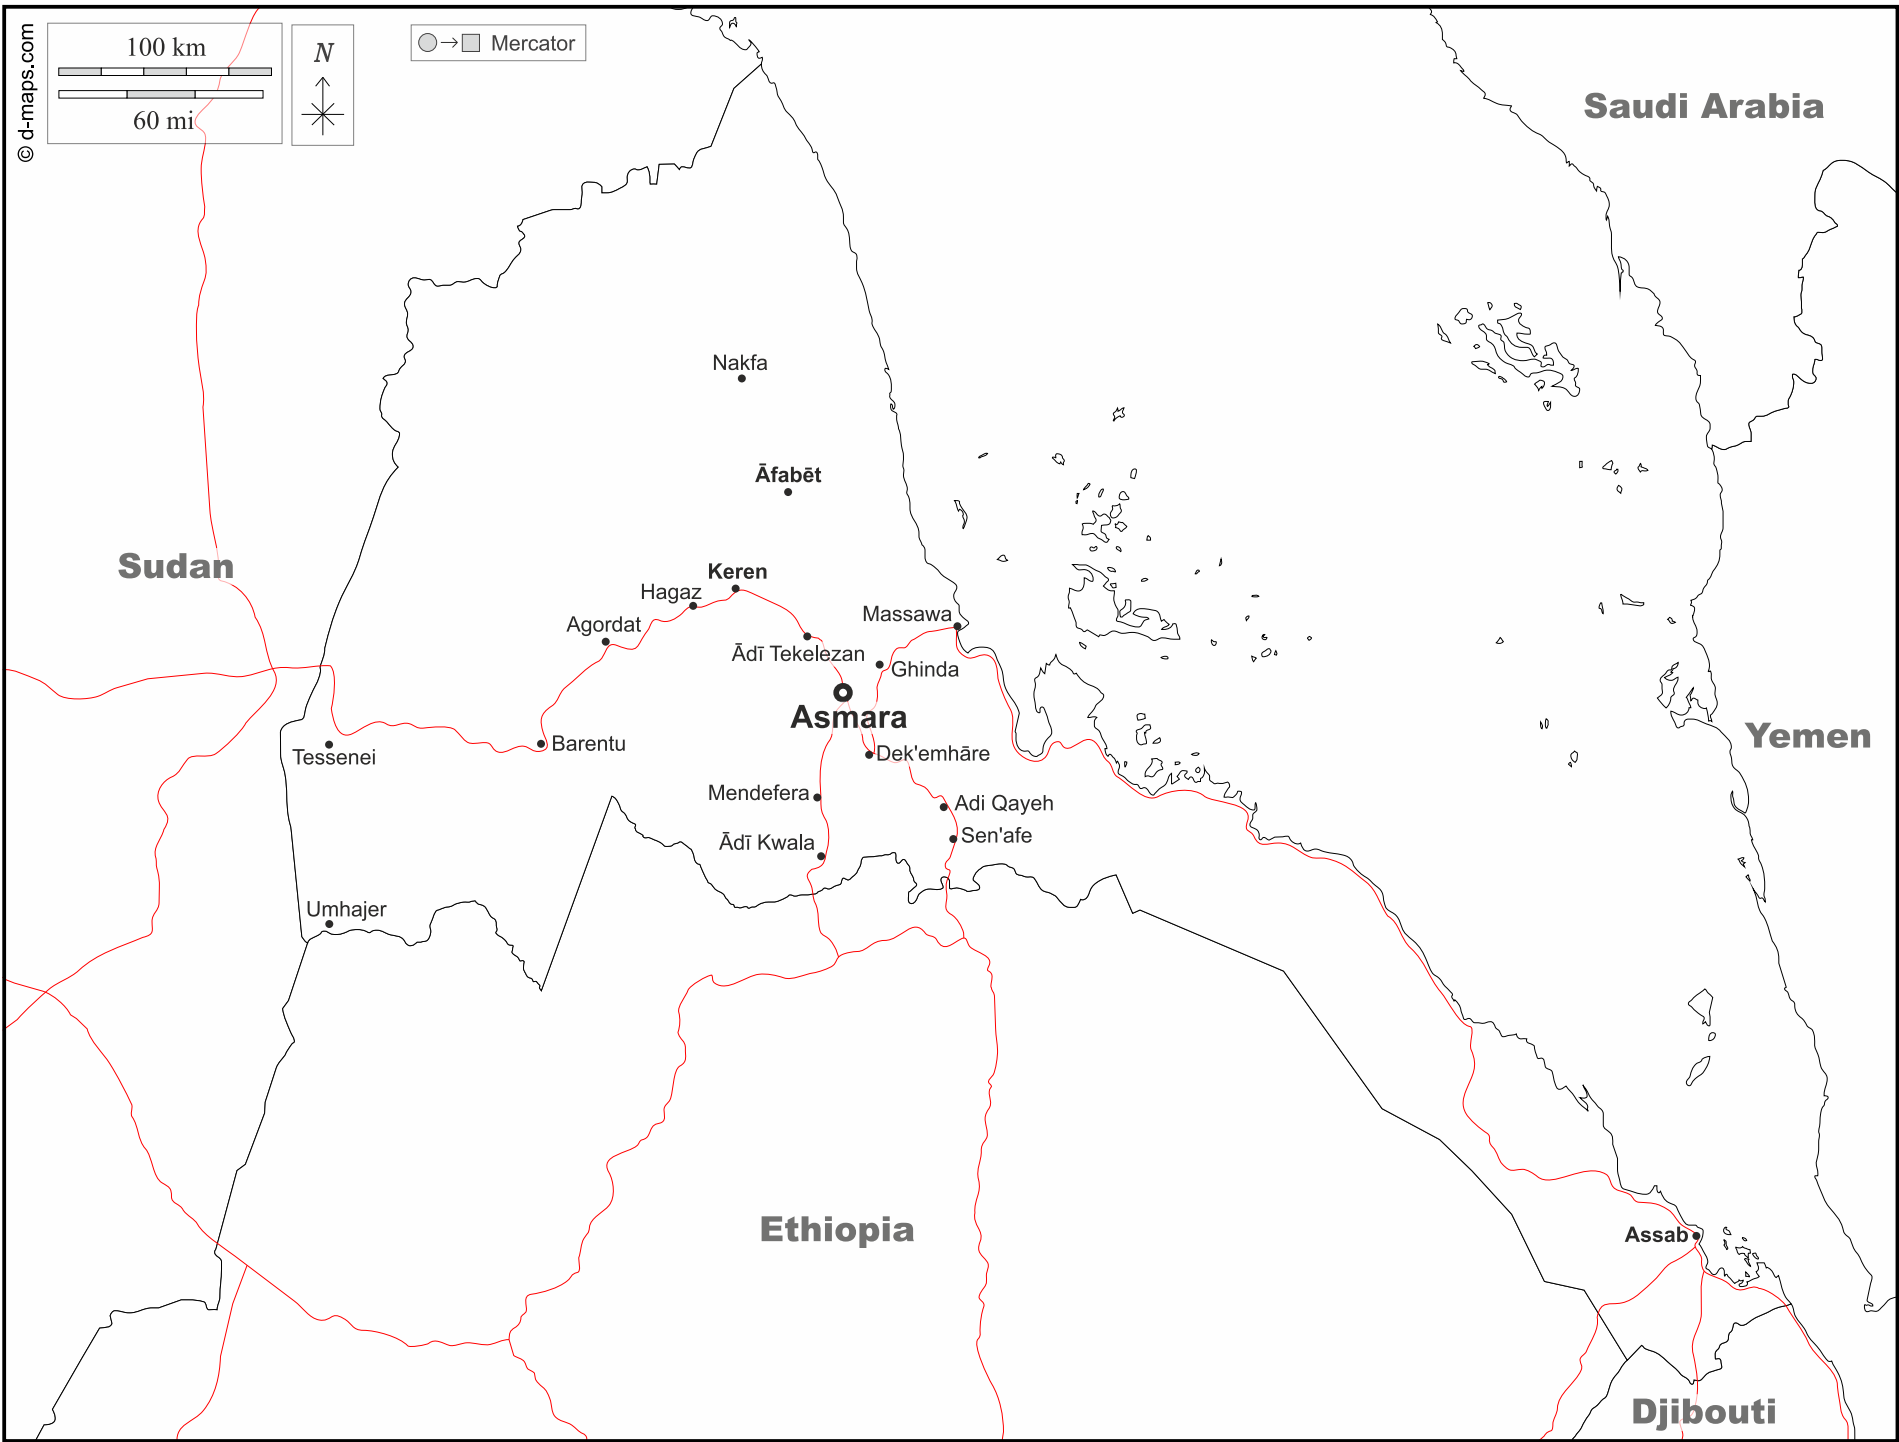 © d-maps.com
100 km
60 mi
N
Mercator
Saudi Arabia
Nakfa
Āfabēt
Sudan
Keren
Hagaz
Agordat
Massawa
Ādī Tekelezan
Ghinda
Asmara
Yemen
Tessenei
Barentu
Dek'emhāre
Mendefera
Adi Qayeh
Ādī Kwala
Sen'afe
Umhajer
Ethiopia
Assab
Djibouti